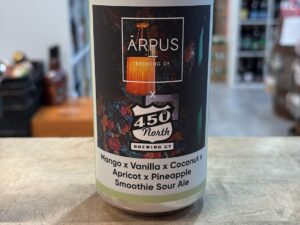 ĀRPUS
BREWING CO
X
450
North
BREWING CO.
Mango x Vanilla x Coconut x
Apricot x Pineapple
Smoothie Sour Ale